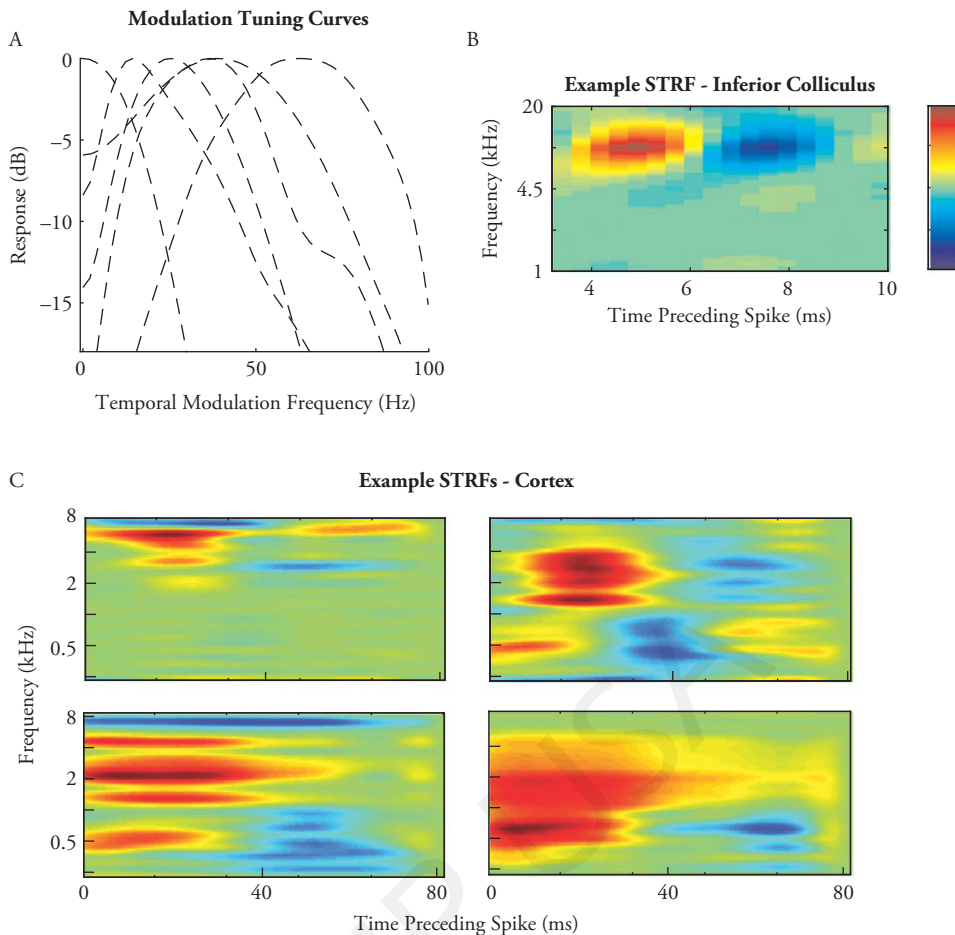 Modulation Tuning Curves
A
0
−5
−10
−15
Response (dB)
0
50
100
Temporal Modulation Frequency (Hz)
B
Example STRF - Inferior Colliculus
20
4.5
1
Frequency (kHz)
4
6
8
10
Time Preceding Spike (ms)
C
Example STRFs - Cortex
8
2
0.5
Frequency (kHz)
8
2
0.5
0
40
80
0
40
80
Time Preceding Spike (ms)